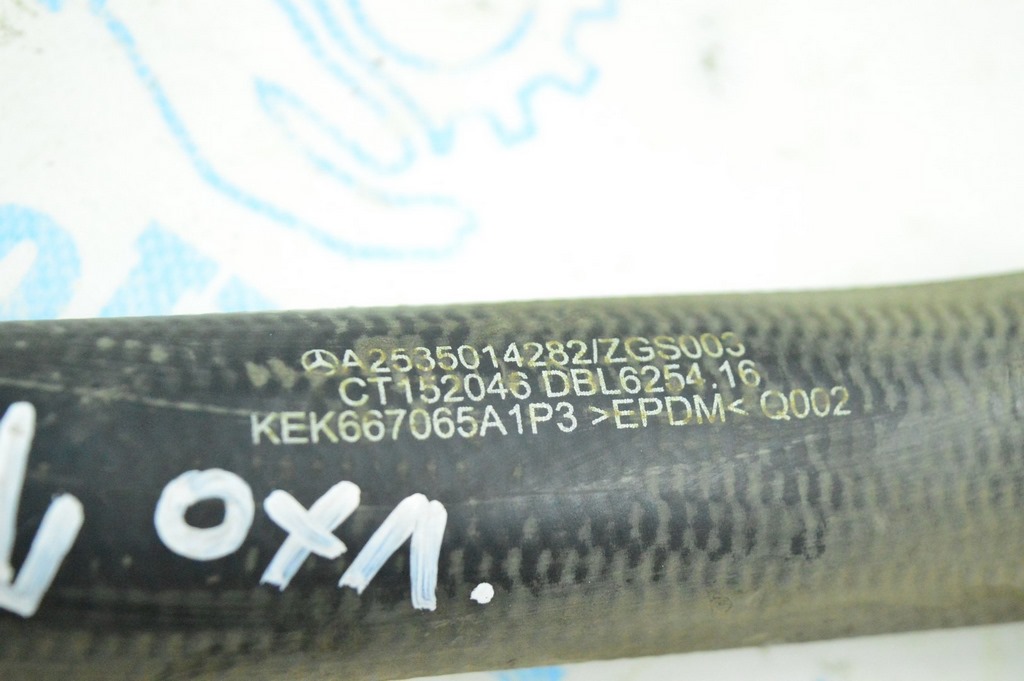 A2535014282/ZGS003
CT152046 DBL6254.16
KEK667065A1P3 >EPDM< Q002
охл.